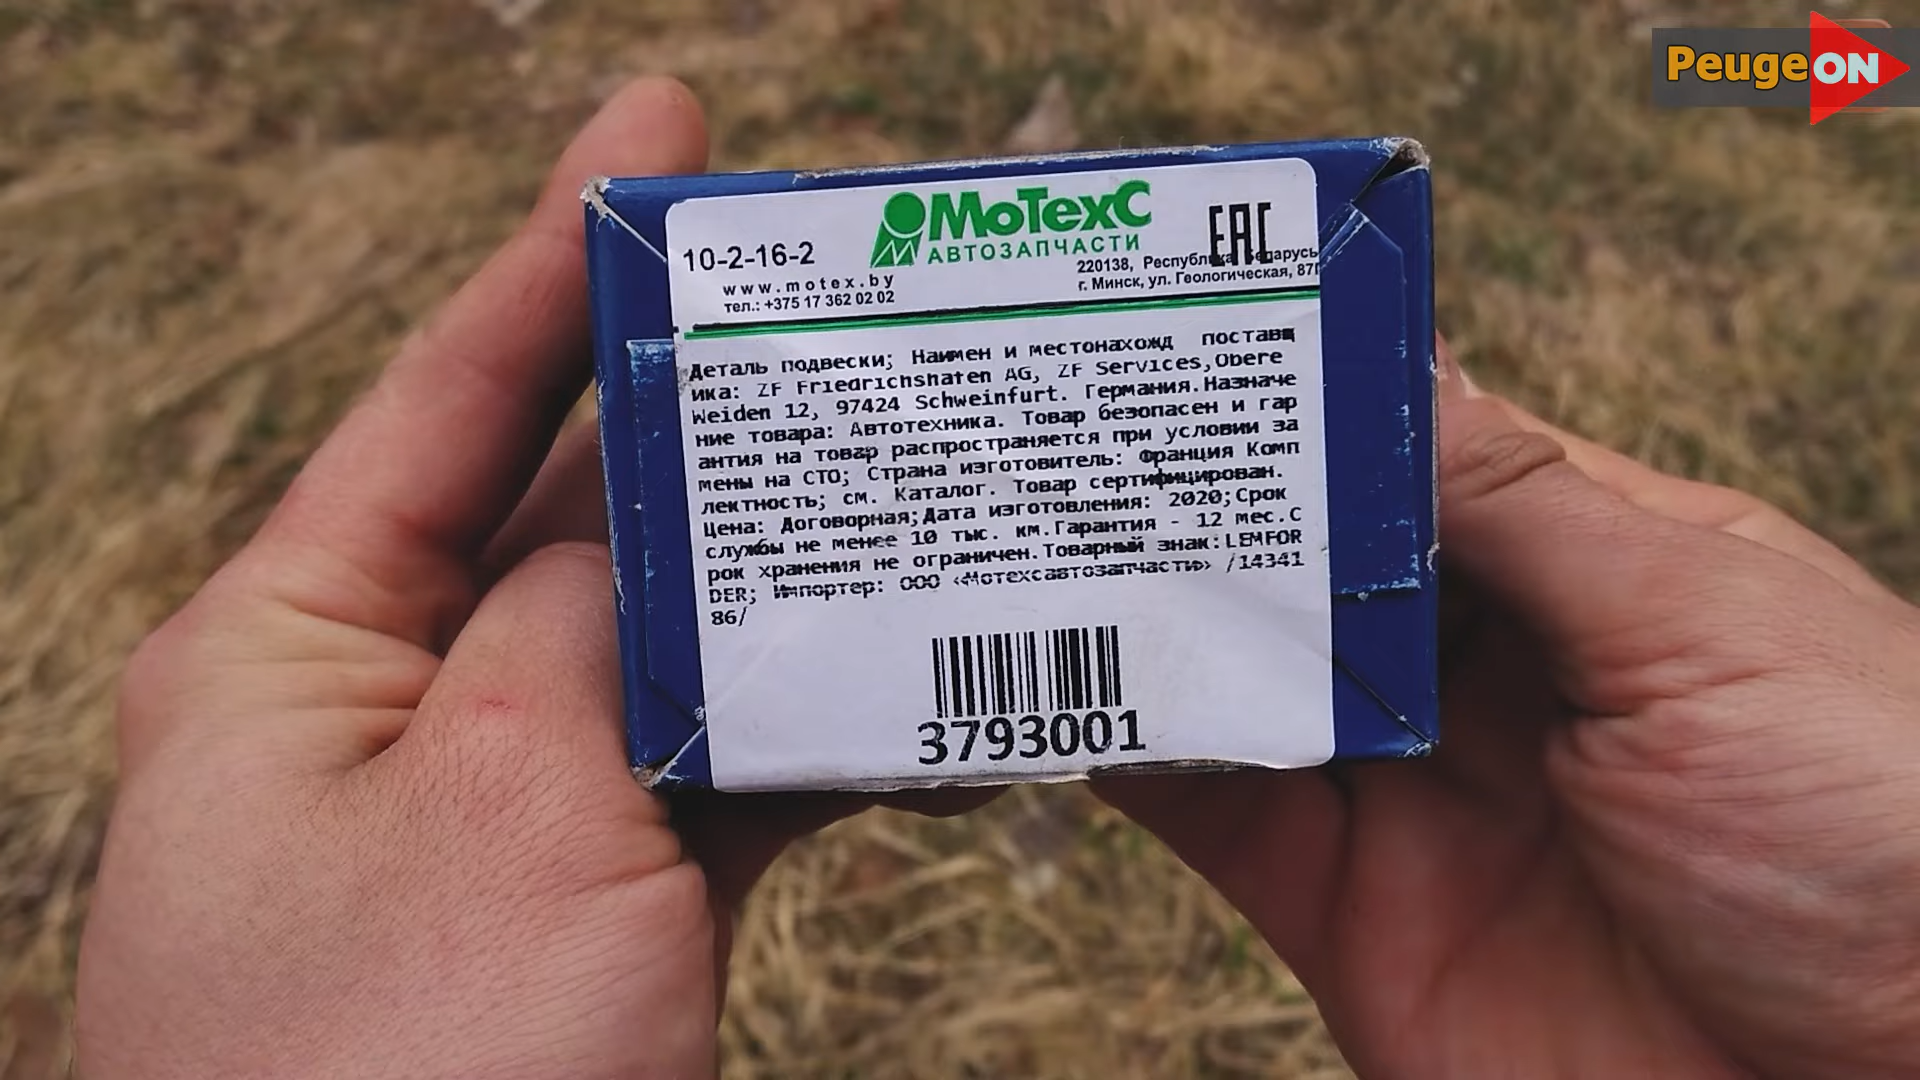 PeugeON
МоТехС
АВТОЗАПЧАСТИ
EAC
10-2-16-2
www.motex.by
тел.: +375 17 362 02 02
220138, Республика Беларусь
г. Минск, ул. Геологическая, 87Г
Деталь подвески; Наимен и местонахожд поставщ
ика: ZF Friedrichshafen AG, ZF Services,Obere
Weiden 12, 97424 Schweinfurt. Германия.Назначе
ние товара: Автотехника. Товар безопасен и гар
антия на товар распространяется при условии за
мены на СТО; Страна изготовитель: Франция Комп
лектность; см. Каталог. Товар сертифицирован.
Цена: Договорная;Дата изготовления: 2020;Срок
службы не менее 10 тыс. км.Гарантия - 12 мес.С
рок хранения не ограничен.Товарный знак:LEMFOR
DER; Импортер: ООО «Мотехсавтозапчасти» /14341
86/
3793001